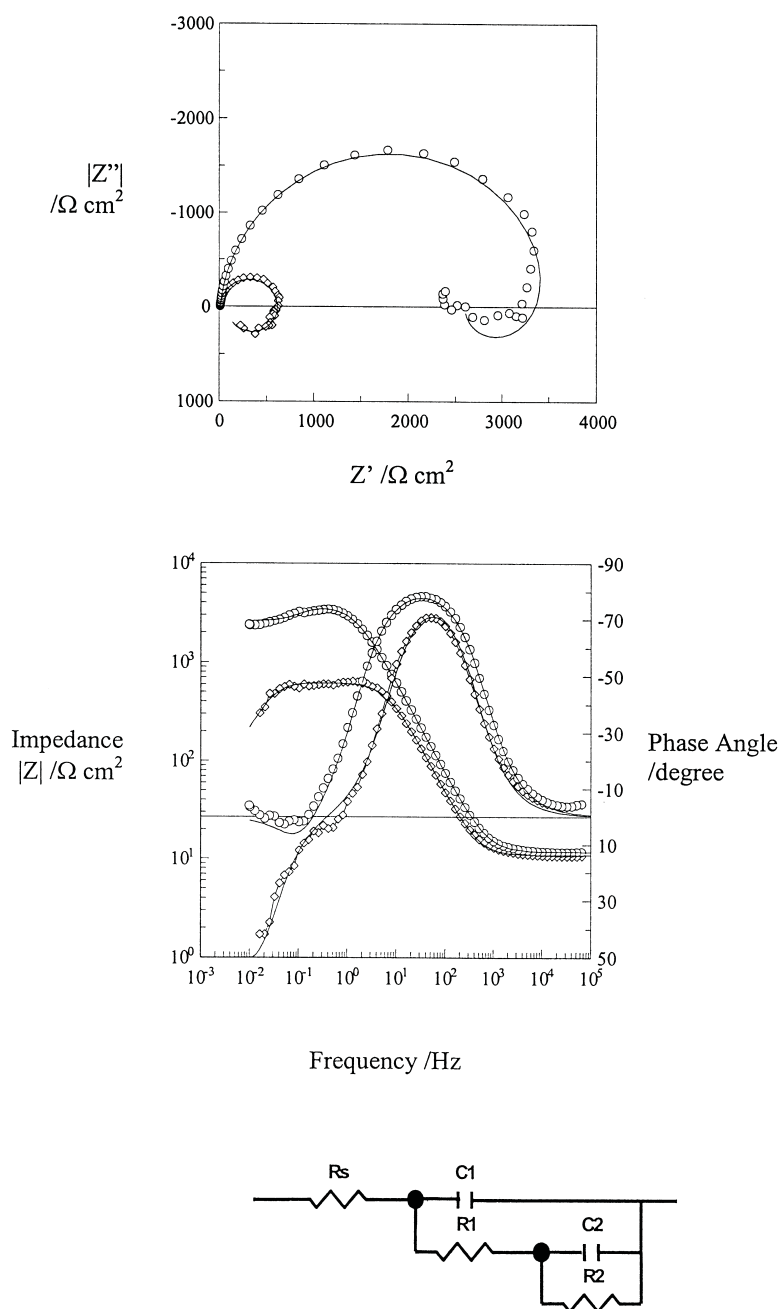 -3000
-2000
|Z”|
/Ω cm²
-1000
0
1000
0 1000 2000 3000 4000
Z’ /Ω cm²
10⁴ -90
-70
10³ -50
Impedance
|Z| /Ω cm²
-30
10² Phase Angle
/degree
-10
10¹ 10
30
10⁰ 50
10⁻³ 10⁻² 10⁻¹ 10⁰ 10¹ 10² 10³ 10⁴ 10⁵
Frequency /Hz
Rs C1
R1 C2
R2